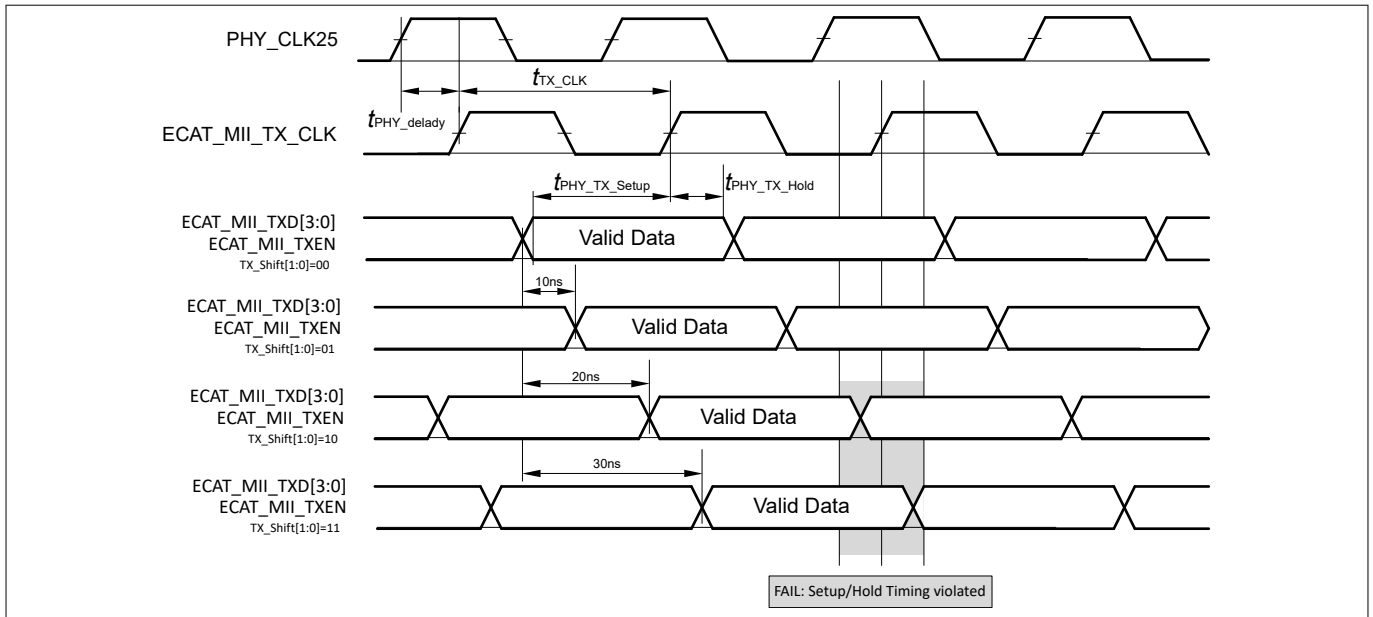 PHY_CLK25
tTX_CLK
tPHY_delady
ECAT_MII_TX_CLK
tPHY_TX_Setup
tPHY_TX_Hold
ECAT_MII_TXD[3:0]
ECAT_MII_TXEN
TX_Shift[1:0]=00
Valid Data
10ns
ECAT_MII_TXD[3:0]
ECAT_MII_TXEN
TX_Shift[1:0]=01
Valid Data
20ns
ECAT_MII_TXD[3:0]
ECAT_MII_TXEN
TX_Shift[1:0]=10
Valid Data
30ns
ECAT_MII_TXD[3:0]
ECAT_MII_TXEN
TX_Shift[1:0]=11
Valid Data
FAIL: Setup/Hold Timing violated